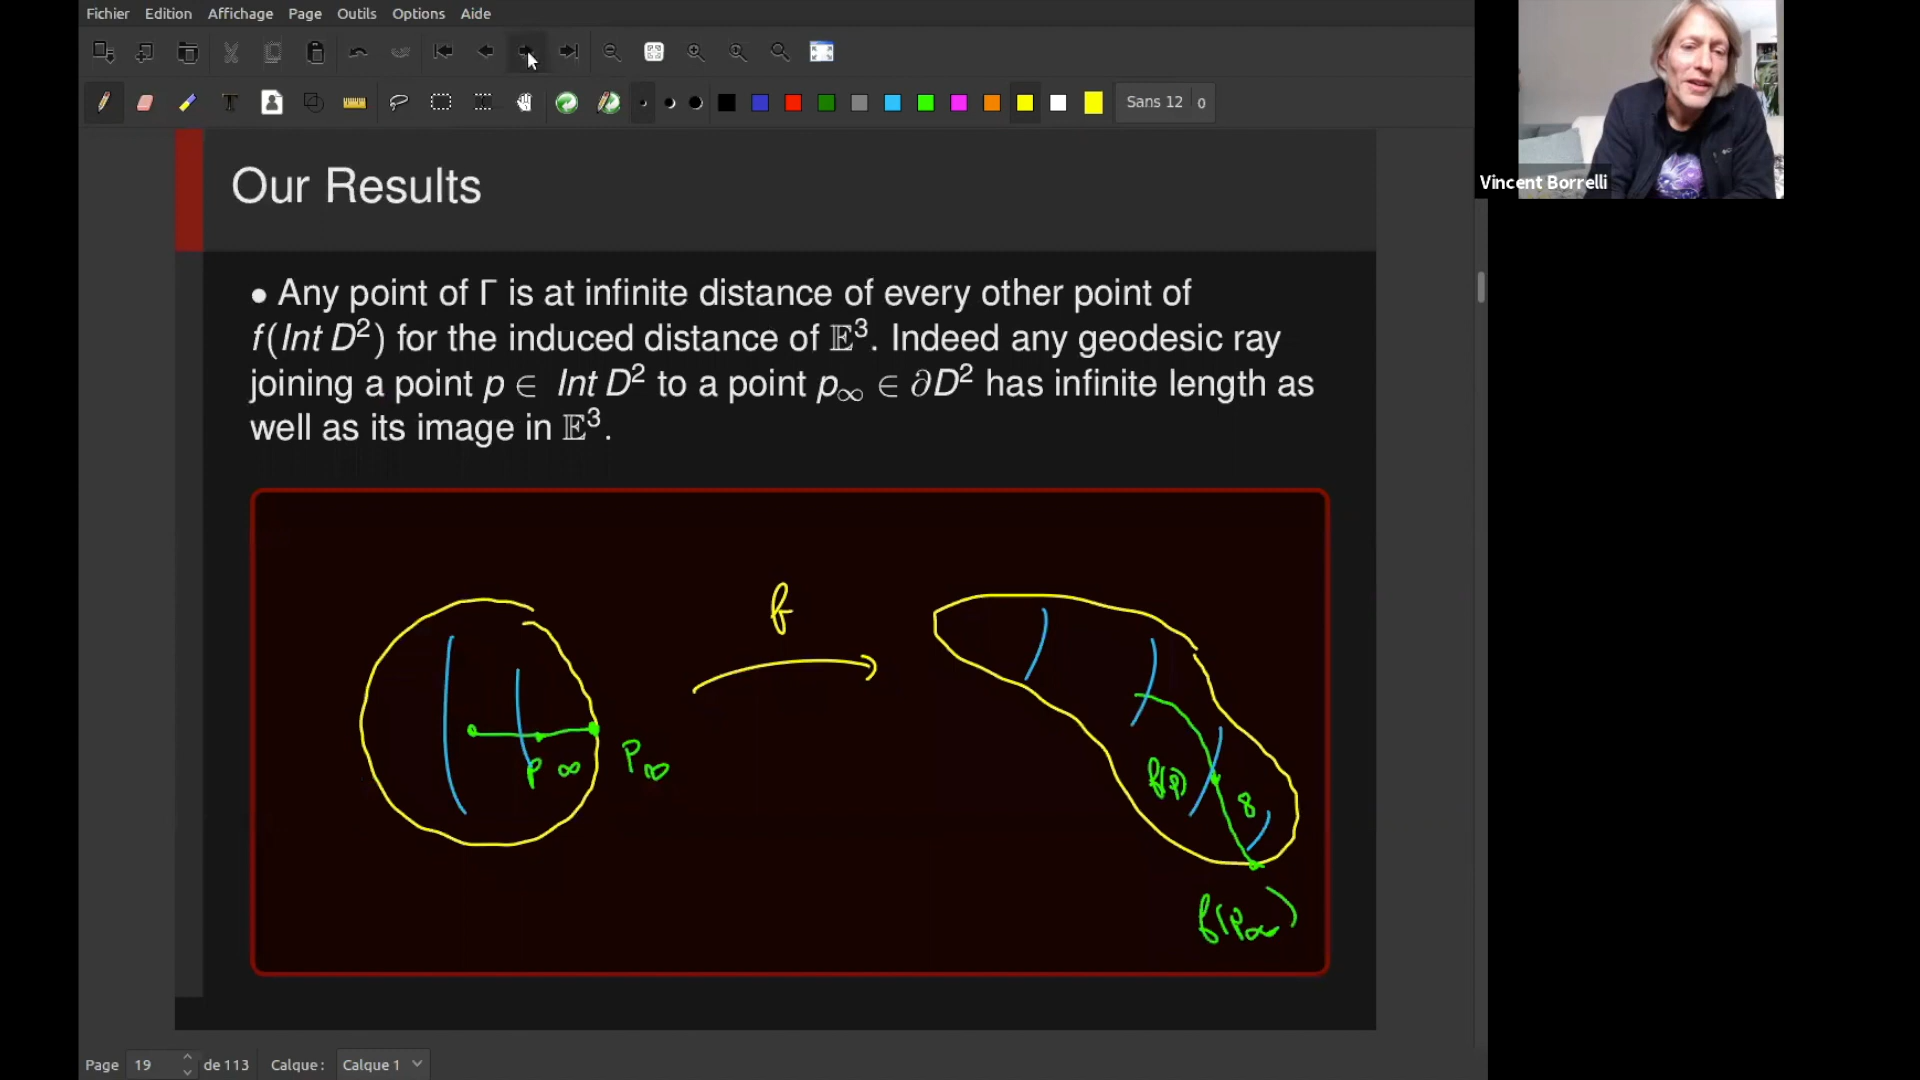 Fichier Edition Affichage Page Outils Options Aide
Sans 12 0
Vincent Borrelli
Our Results
• Any point of Γ is at infinite distance of every other point of
f(Int D²) for the induced distance of 𝔼³. Indeed any geodesic ray
joining a point p ∈ Int D² to a point p∞ ∈ ∂D² has infinite length as
well as its image in 𝔼³.
f
p ∞ P∞
f(p) 8
f(p∞)
Page 19 de 113 Calque : Calque 1